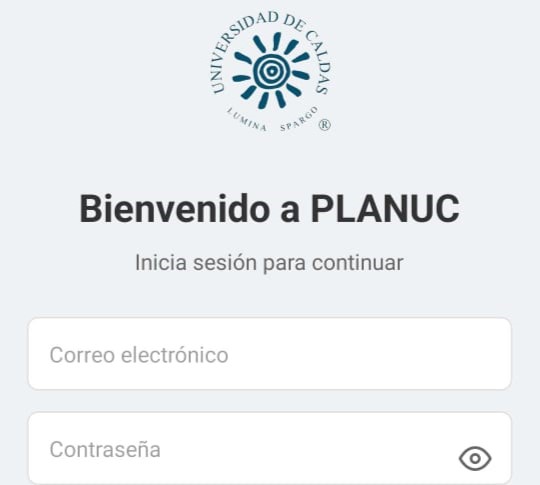 UNIVERSIDAD DE CALDAS
LUMINA SPARGO
®
Bienvenido a PLANUC
Inicia sesión para continuar
Correo electrónico
Contraseña